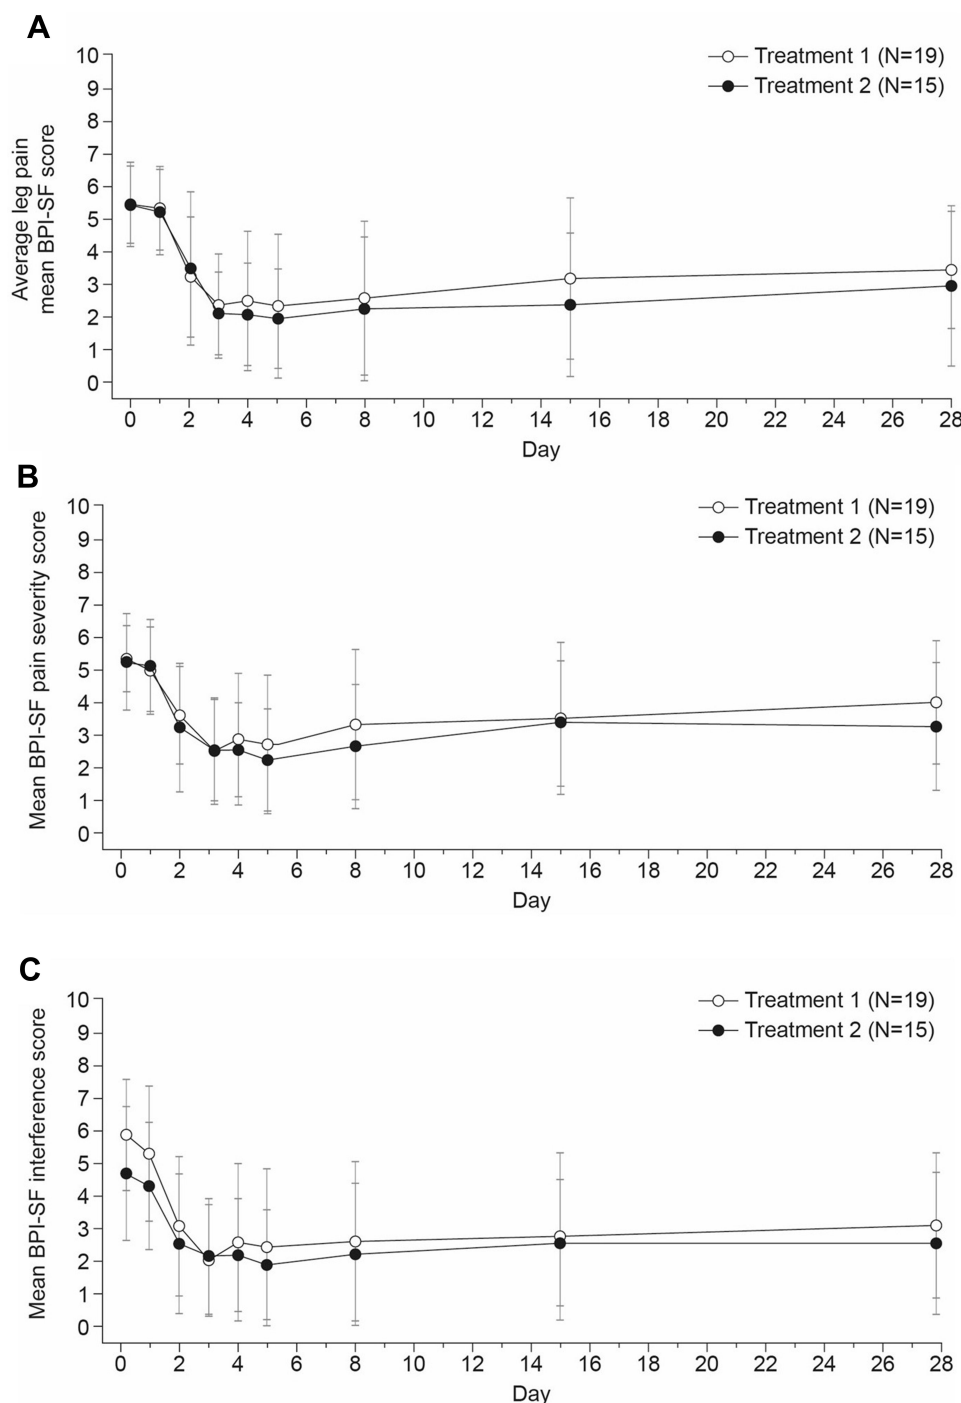 A
10
9
8
7
6
5
4
3
2
1
0
Average leg pain
mean BPI-SF score
Treatment 1 (N=19)
Treatment 2 (N=15)
0 2 4 6 8 10 12 14 16 18 20 22 24 26 28
Day
B
10
9
8
7
6
5
4
3
2
1
0
Mean BPI-SF pain severity score
Treatment 1 (N=19)
Treatment 2 (N=15)
0 2 4 6 8 10 12 14 16 18 20 22 24 26 28
Day
C
10
9
8
7
6
5
4
3
2
1
0
Mean BPI-SF interference score
Treatment 1 (N=19)
Treatment 2 (N=15)
0 2 4 6 8 10 12 14 16 18 20 22 24 26 28
Day